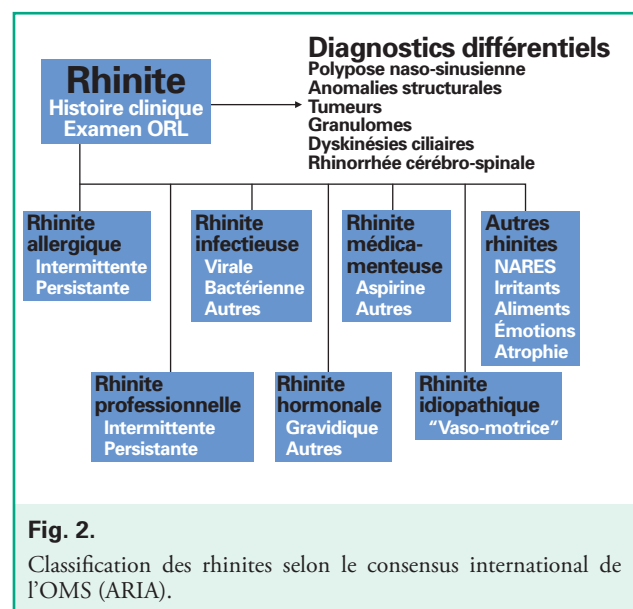 Rhinite
Histoire clinique
Examen ORL
Diagnostics différentiels
Polypose naso-sinusienne
Anomalies structurales
Tumeurs
Granulomes
Dyskinésies ciliaires
Rhinorrhée cérébro-spinale
Rhinite
allergique
Intermittente
Persistante
Rhinite
infectieuse
Virale
Bactérienne
Autres
Rhinite
médica-
menteuse
Aspirine
Autres
Autres
rhinites
NARES
Irritants
Aliments
Émotions
Atrophie
Rhinite
professionnelle
Intermittente
Persistante
Rhinite
hormonale
Gravidique
Autres
Rhinite
idiopathique
“Vaso-motrice”
Fig. 2.
Classification des rhinites selon le consensus international de
l’OMS (ARIA).